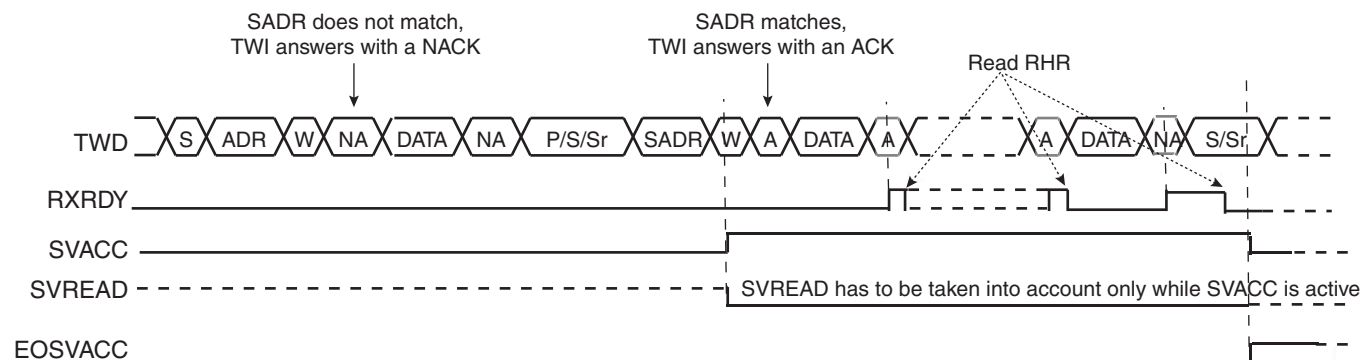 SADR does not match,
TWI answers with a NACK
SADR matches,
TWI answers with an ACK
Read RHR
TWD S ADR W NA DATA NA P/S/Sr SADR W A DATA A A DATA NA S/Sr
RXRDY
SVACC
SVREAD SVREAD has to be taken into account only while SVACC is active
EOSVACC